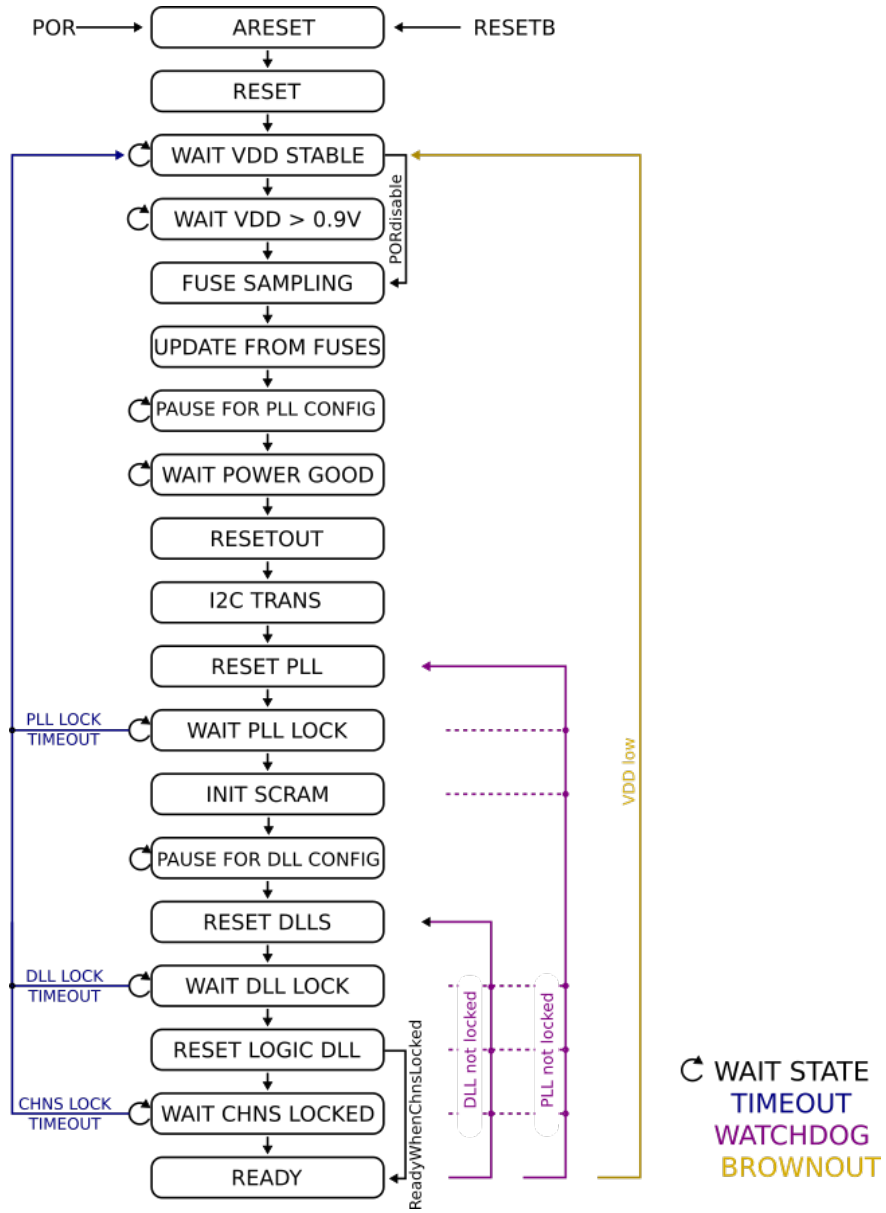 POR
ARESET
RESETB
RESET
WAIT VDD STABLE
WAIT VDD > 0.9V
PORdisable
FUSE SAMPLING
UPDATE FROM FUSES
PAUSE FOR PLL CONFIG
WAIT POWER GOOD
RESETOUT
I2C TRANS
RESET PLL
PLL LOCK
TIMEOUT
WAIT PLL LOCK
VDD low
INIT SCRAM
PAUSE FOR DLL CONFIG
RESET DLLS
DLL LOCK
TIMEOUT
WAIT DLL LOCK
DLL not locked
PLL not locked
RESET LOGIC DLL
ReadyWhenChnsLocked
CHNS LOCK
TIMEOUT
WAIT CHNS LOCKED
READY
WAIT STATE
TIMEOUT
WATCHDOG
BROWNOUT